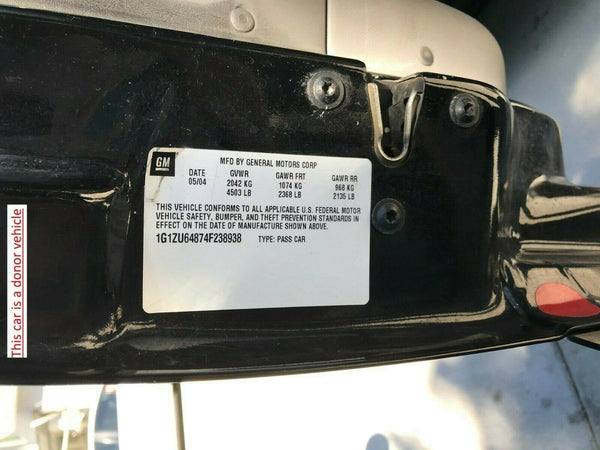 GM
MFD BY GENERAL MOTORS CORP
DATE GVWR GAWR FRT GAWR RR
05/04 2042 KG 1074 KG 968 KG
4503 LB 2368 LB 2135 LB
THIS VEHICLE CONFORMS TO ALL APPLICABLE U.S. FEDERAL MOTOR
VEHICLE SAFETY, BUMPER, AND THEFT PREVENTION STANDARDS IN
EFFECT ON THE DATE OF MANUFACTURE SHOWN ABOVE.
1G1ZU64874F238938 TYPE: PASS CAR
This car is a donor vehicle